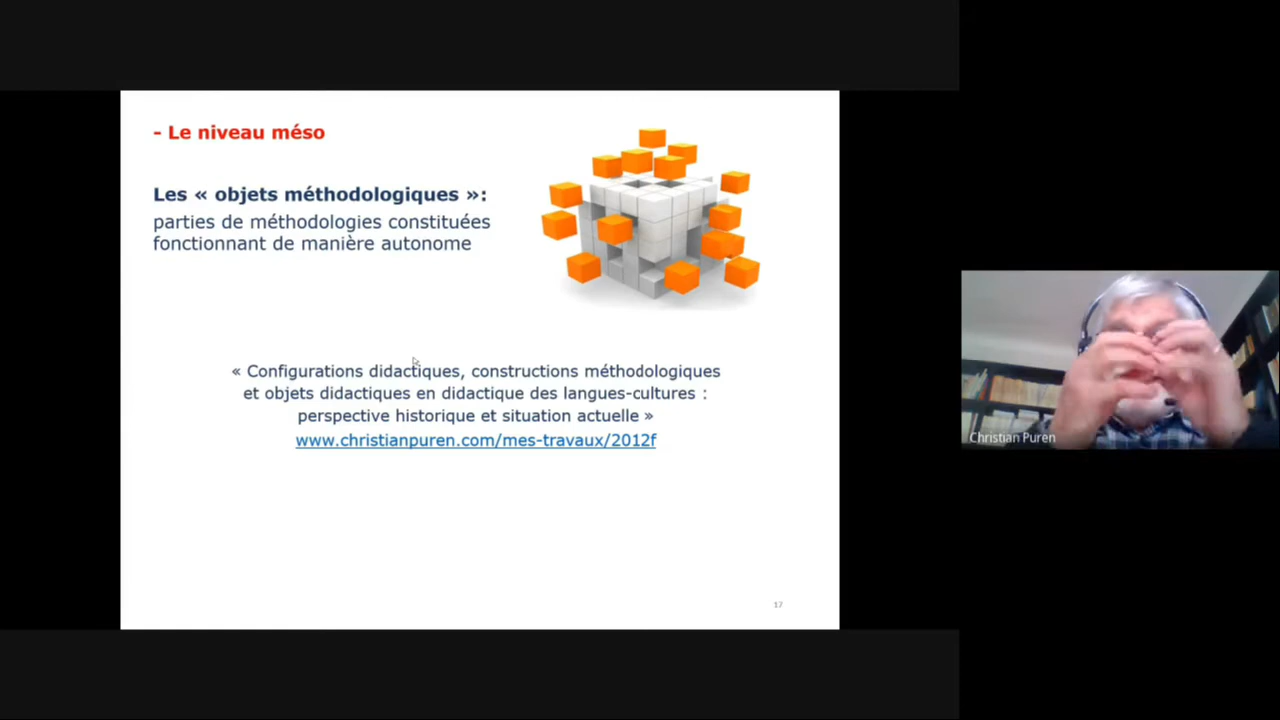 - Le niveau méso
Les « objets méthodologiques »:
parties de méthodologies constituées
fonctionnant de manière autonome
« Configurations didactiques, constructions méthodologiques
et objets didactiques en didactique des langues-cultures :
perspective historique et situation actuelle »
www.christianpuren.com/mes-travaux/2012f
17
Christian Puren